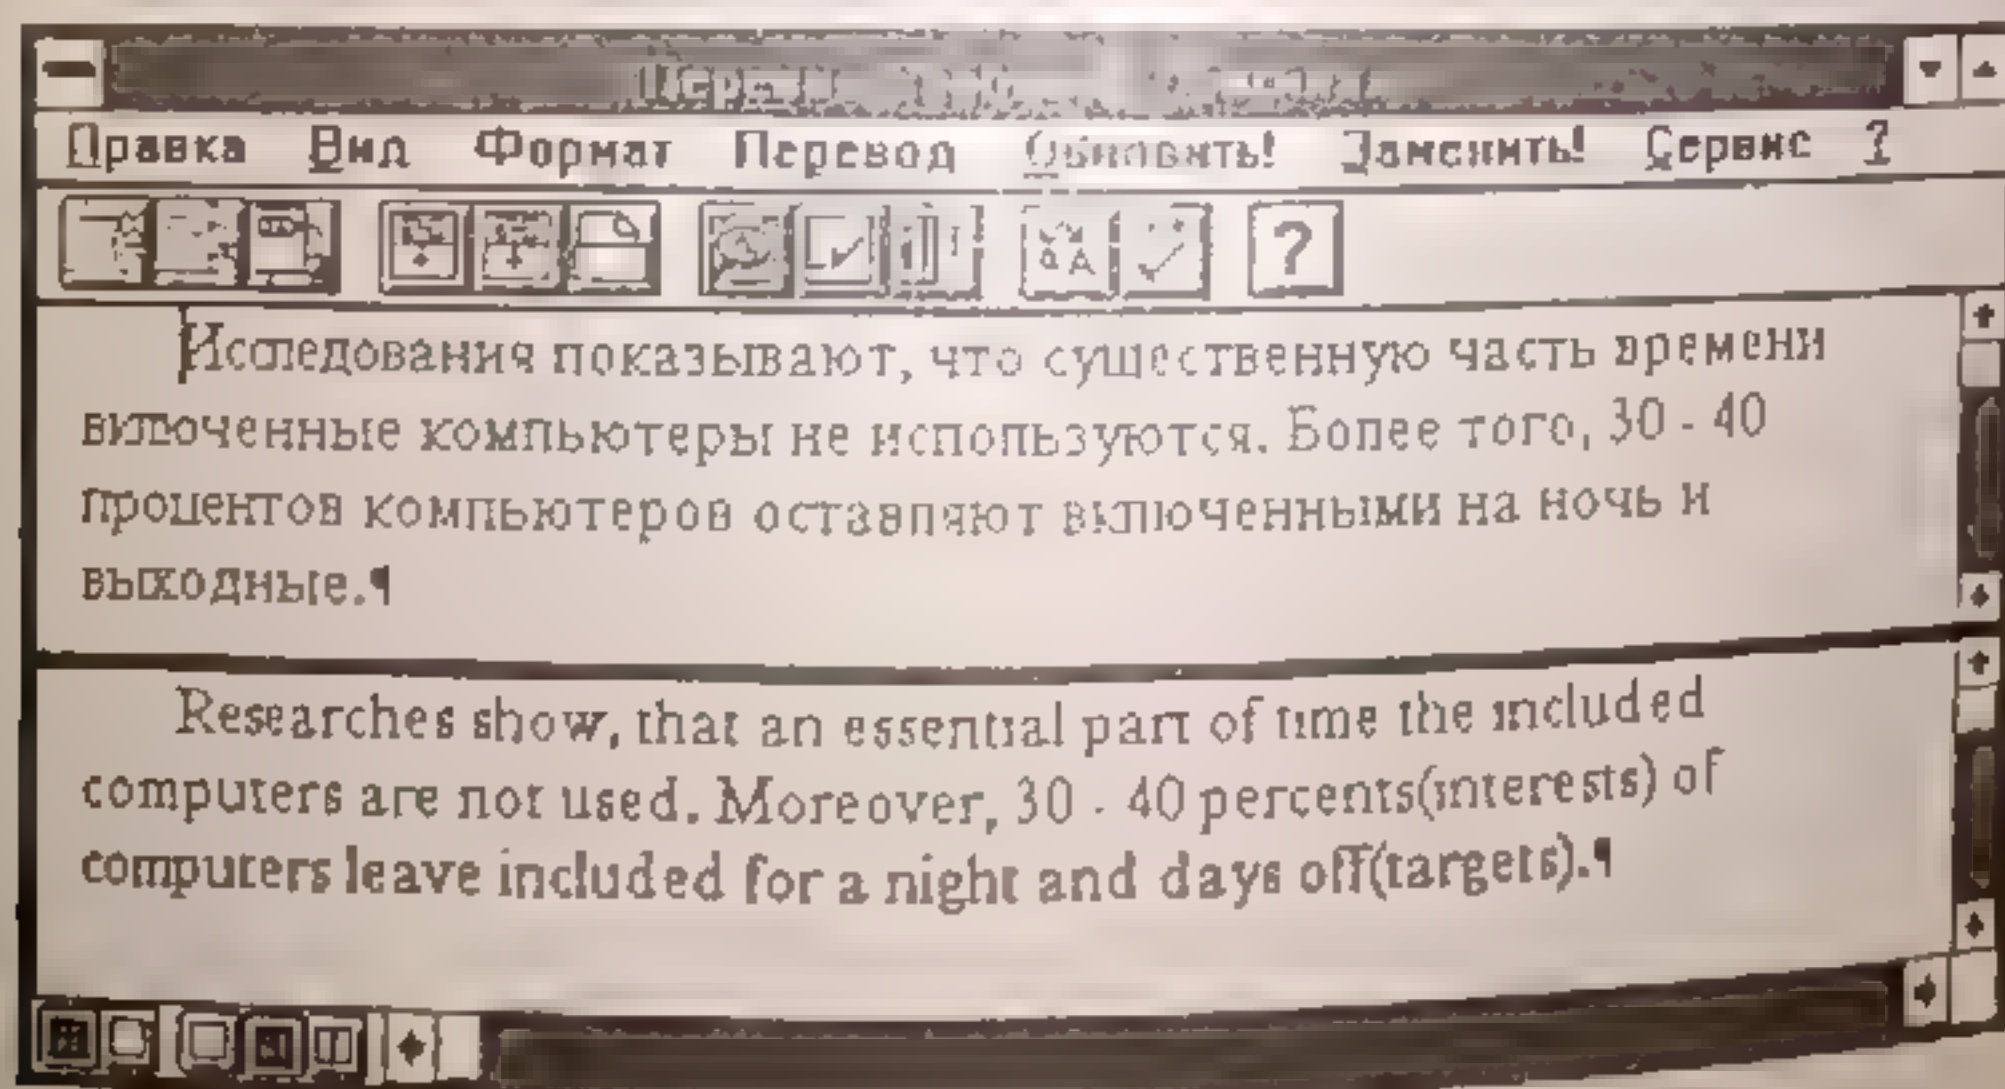 Правка Вид Формат Перевод Обновить! Заменить! Сервис ?
?
Исследования показывают, что существенную часть времени
включенные компьютеры не используются. Более того, 30 - 40
процентов компьютеров оставляют включенными на ночь и
выходные.¶
Researches show, that an essential part of time the included
computers are not used. Moreover, 30 - 40 percents(interests) of
computers leave included for a night and days off(targets).¶